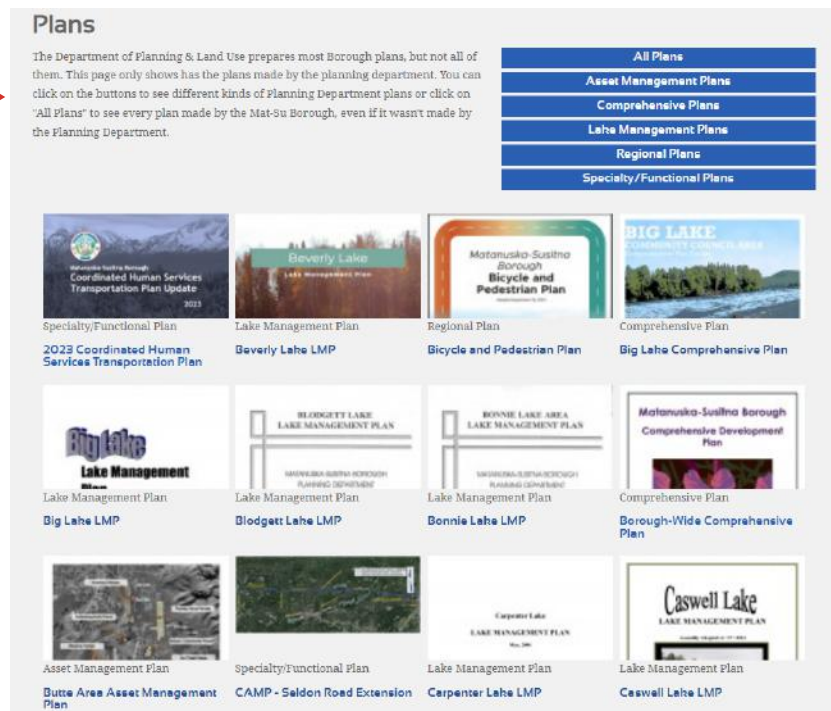 Plans
The Department of Planning & Land Use prepares most Borough plans, but not all of
them. This page only shows has the plans made by the planning department. You can
click on the buttons to see different kinds of Planning Department plans or click on
"All Plans" to see every plan made by the Mat-Su Borough, even if it wasn't made by
the Planning Department.
All Plans
Asset Management Plans
Comprehensive Plans
Lake Management Plans
Regional Plans
Specialty/Functional Plans
Matanuska-Susitna Borough
Coordinated Human Services
Transportation Plan Update
2023
Specialty/Functional Plan
2023 Coordinated Human
Services Transportation Plan
Beverly Lake
Lake Management Plan
Lake Management Plan
Beverly Lake LMP
Matanuska-Susitna
Borough
Bicycle and
Pedestrian Plan
Regional Plan
Bicycle and Pedestrian Plan
BIG LAKE
COMMUNITY COUNCIL AREA
Comprehensive Plan
Big Lake Comprehensive Plan
Big Lake
Lake Management
Plan
Lake Management Plan
Big Lake LMP
BLODGETT LAKE
LAKE MANAGEMENT PLAN
MATANUSKA-SUSITNA BOROUGH
PLANNING DEPARTMENT
Lake Management Plan
Blodgett Lake LMP
BONNIE LAKE AREA
LAKE MANAGEMENT PLAN
MATANUSKA-SUSITNA BOROUGH
PLANNING DEPARTMENT
Lake Management Plan
Bonnie Lake LMP
Matanuska-Susitna Borough
Comprehensive Development
Plan
Comprehensive Plan
Borough-Wide Comprehensive
Plan
Asset Management Plan
Butte Area Asset Management
Plan
Specialty/Functional Plan
CAMP - Seldon Road Extension
Carpenter Lake
LAKE MANAGEMENT PLAN
Lake Management Plan
Carpenter Lake LMP
Caswell Lake
LAKE MANAGEMENT PLAN
Lake Management Plan
Caswell Lake LMP